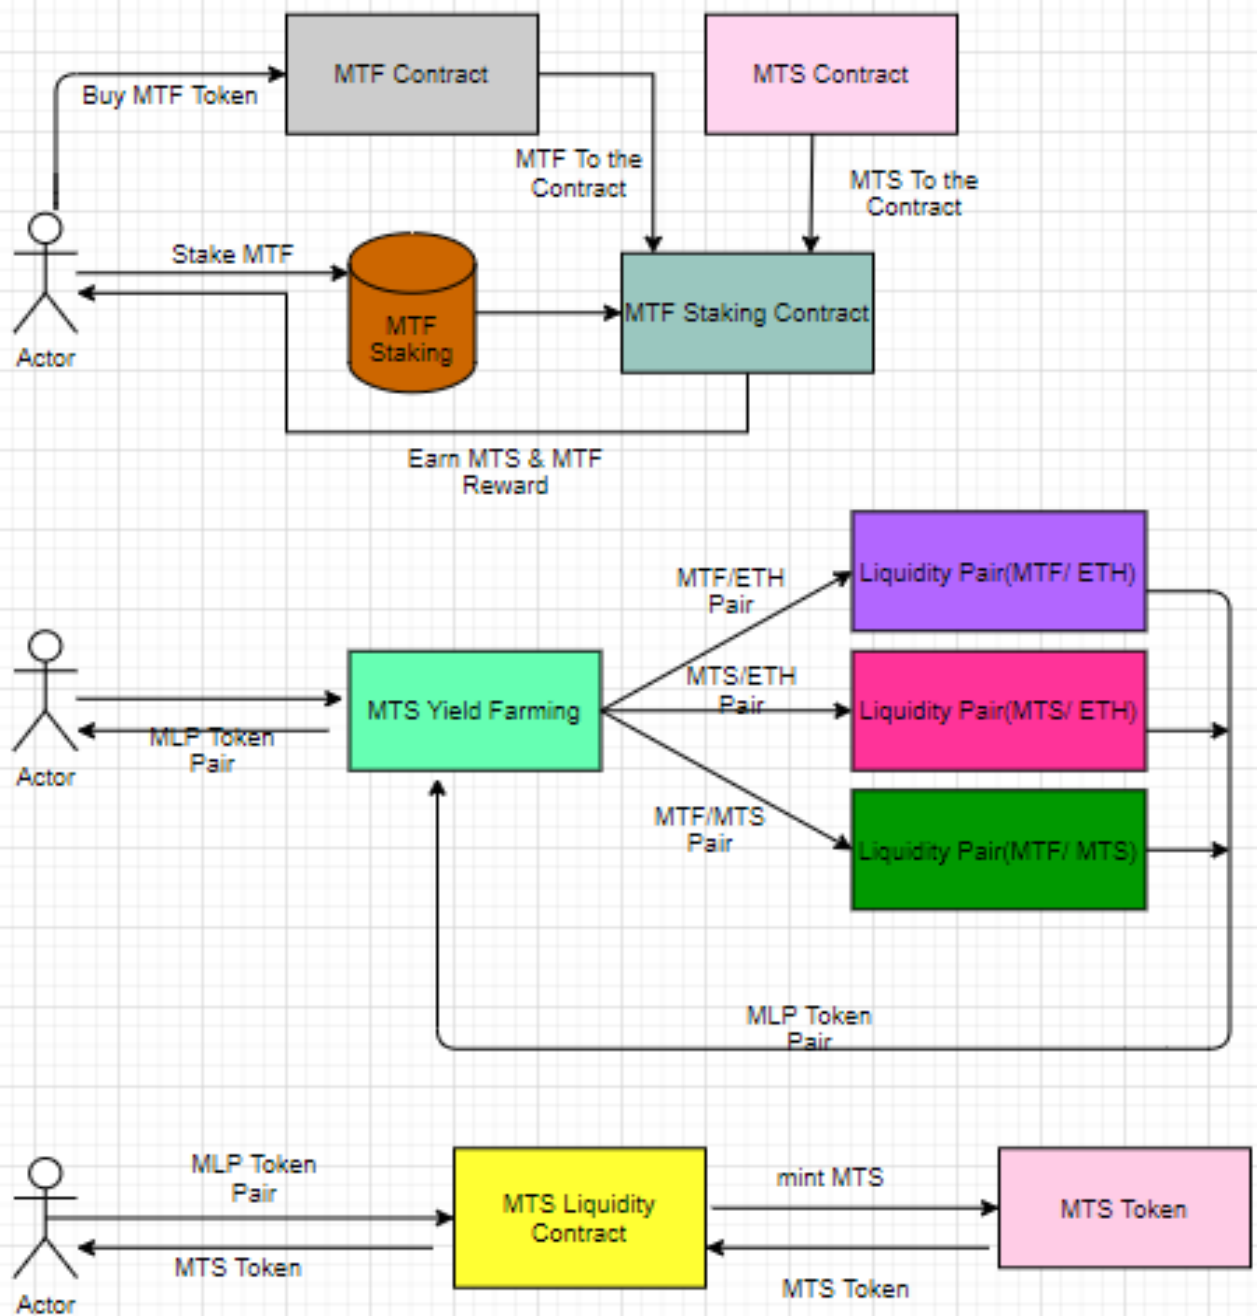 MTF Contract
MTS Contract
Buy MTF Token
MTF To the
Contract
MTS To the
Contract
Stake MTF
MTF
Staking
MTF Staking Contract
Actor
Earn MTS & MTF
Reward
MTF/ETH
Pair
Liquidity Pair(MTF/ ETH)
MTS/ETH
Pair
MTS Yield Farming
Liquidity Pair(MTS/ ETH)
MLP Token
Pair
Actor
MTF/MTS
Pair
Liquidity Pair(MTF/ MTS)
MLP Token
Pair
MLP Token
Pair
MTS Liquidity
Contract
mint MTS
MTS Token
MTS Token
MTS Token
Actor